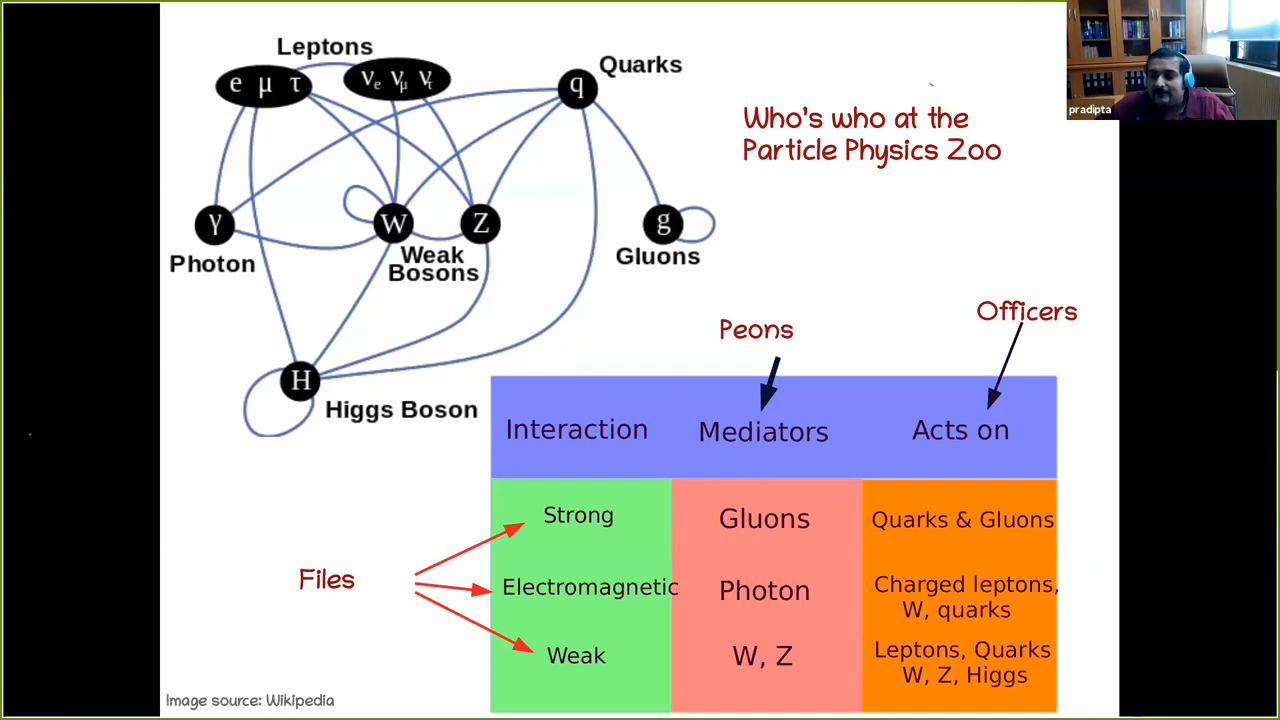 Leptons
e μ τ
νe νμ ντ
Quarks
q
Who's who at the
Particle Physics Zoo
pradipta
γ
W
Z
g
Photon
Weak
Bosons
Gluons
H
Higgs Boson
Peons
Officers
Interaction
Mediators
Acts on
Strong
Gluons
Quarks & Gluons
Files
Electromagnetic
Photon
Charged leptons,
W, quarks
Weak
W, Z
Leptons, Quarks
W, Z, Higgs
Image source: Wikipedia